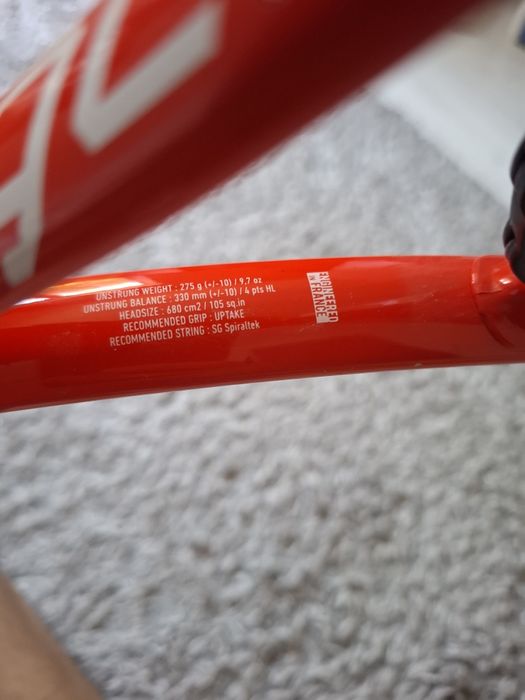 UNSTRUNG WEIGHT : 275 g (+/-10) / 9,7 oz
UNSTRUNG BALANCE : 330 mm (+/-10) / 4 pts HL
HEADSIZE : 680 cm2 / 105 sq.in
RECOMMENDED GRIP : UPTAKE
RECOMMENDED STRING : SG Spiraltek
ENGINEERED
IN FRANCE